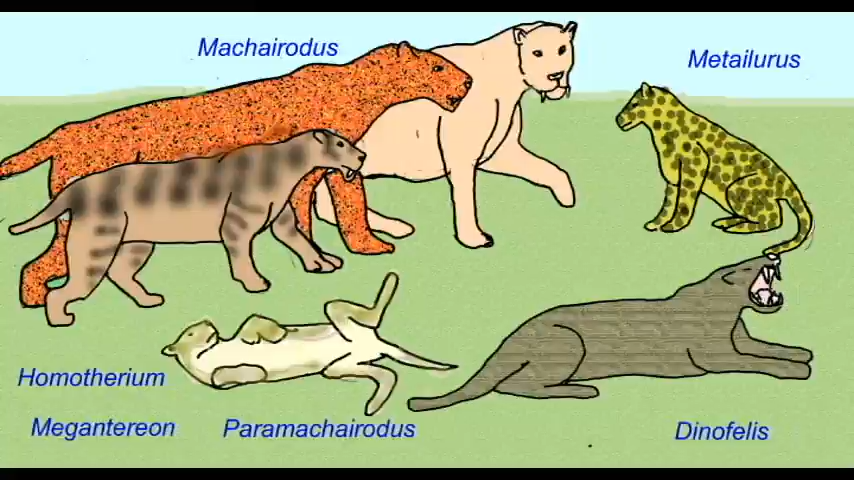 Machairodus
Metailurus
Homotherium
Megantereon
Paramachairodus
Dinofelis